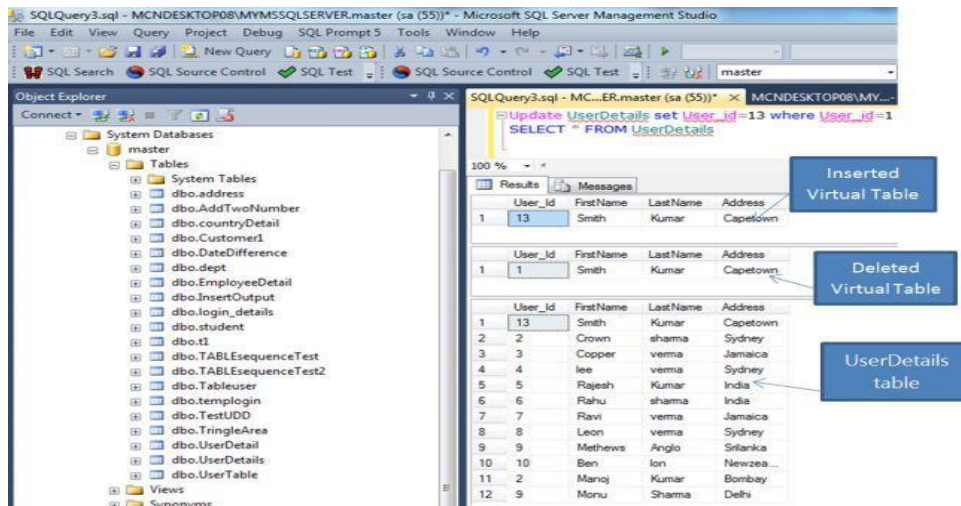 SQLQuery3.sql - MCNDESKTOP08\MYMSSQLSERVER.master (sa (55))* - Microsoft SQL Server Management Studio
File Edit View Query Project Debug SQL Prompt 5 Tools Window Help
New Query
SQL Search SQL Source Control SQL Test SQL Source Control SQL Test master
Object Explorer
Connect
System Databases
master
Tables
System Tables
dbo.address
dbo.AddTwoNumber
dbo.countryDetail
dbo.Customer1
dbo.DateDifference
dbo.dept
dbo.EmployeeDetail
dbo.InsertOutput
dbo.login_details
dbo.student
dbo.t1
dbo.TABLEsequenceTest
dbo.TABLEsequenceTest2
dbo.Tableuser
dbo.templogin
dbo.TestUDD
dbo.TringleArea
dbo.UserDetail
dbo.UserDetails
dbo.UserTable
Views
Synonyms
SQLQuery3.sql - MC...ER.master (sa (55))* MCNDESKTOP08\MY...
Update UserDetails set User_id=13 where User_id=1
SELECT * FROM UserDetails
100 %
Results Messages
User_Id FirstName LastName Address
1 13 Smith Kumar Capetown
Inserted
Virtual Table
User_Id FirstName LastName Address
1 1 Smith Kumar Capetown
Deleted
Virtual Table
User_Id FirstName LastName Address
1 13 Smith Kumar Capetown
2 2 Crown sharma Sydney
3 3 Copper verma Jamaica
4 4 lee verma Sydney
5 5 Rajesh Kumar India
6 6 Rahu sharma India
7 7 Ravi verma Jamaica
8 8 Leon verma Sydney
9 9 Methews Anglo Srilanka
10 10 Ben lon Newzea...
11 2 Manoj Kumar Bombay
12 9 Monu Sharma Delhi
UserDetails
table